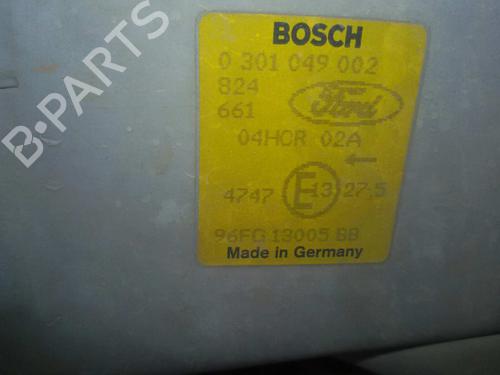 B-PARTS
BOSCH
0 301 049 002
824
661
Ford
04HCR 02A
4747 E 13 27,5
96FG 13005 BB
Made in Germany